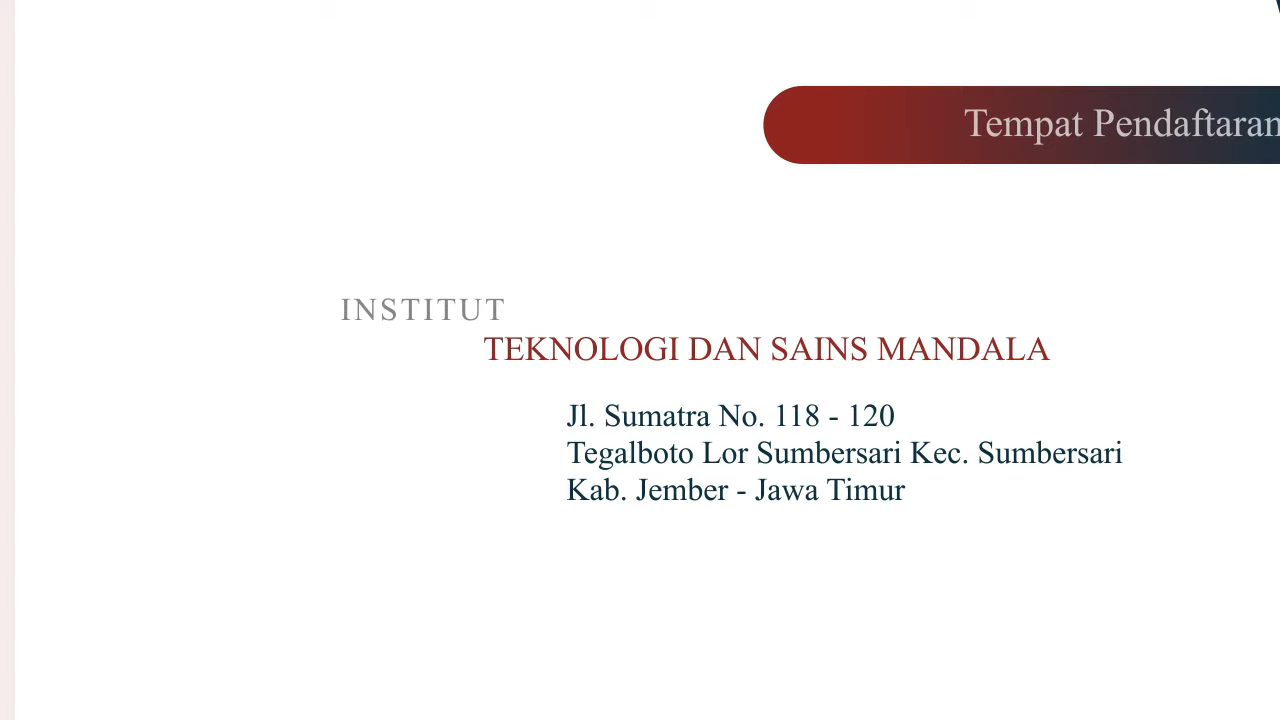 Tempat Pendaftaran
INSTITUT
TEKNOLOGI DAN SAINS MANDALA
Jl. Sumatra No. 118 - 120
Tegalboto Lor Sumbersari Kec. Sumbersari
Kab. Jember - Jawa Timur